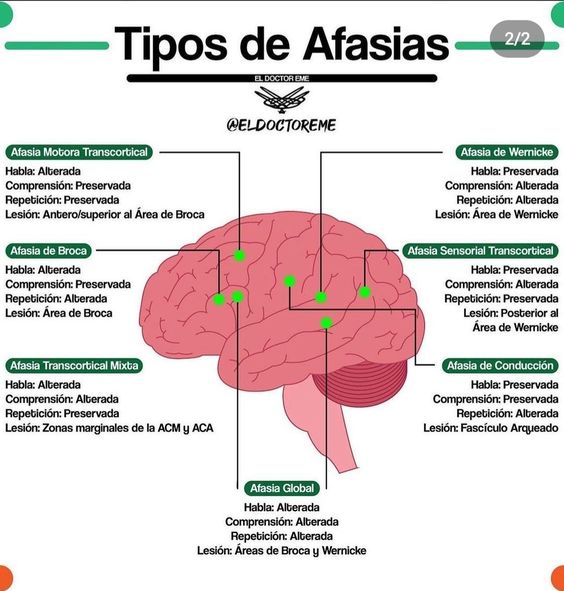 Tipos de Afasias
2/2
EL DOCTOR EME
@ELDOCTOREME
Afasia Motora Transcortical
Habla: Alterada
Comprensión: Preservada
Repetición: Preservada
Lesión: Antero/superior al Área de Broca
Afasia de Wernicke
Habla: Preservada
Comprensión: Alterada
Repetición: Alterada
Lesión: Área de Wernicke
Afasia de Broca
Habla: Alterada
Comprensión: Preservada
Repetición: Alterada
Lesión: Área de Broca
Afasia Sensorial Transcortical
Habla: Preservada
Comprensión: Alterada
Repetición: Preservada
Lesión: Posterior al
Área de Wernicke
Afasia Transcortical Mixta
Habla: Alterada
Comprensión: Alterada
Repetición: Preservada
Lesión: Zonas marginales de la ACM y ACA
Afasia de Conducción
Habla: Preservada
Comprensión: Preservada
Repetición: Alterada
Lesión: Fascículo Arqueado
Afasia Global
Habla: Alterada
Comprensión: Alterada
Repetición: Alterada
Lesión: Áreas de Broca y Wernicke